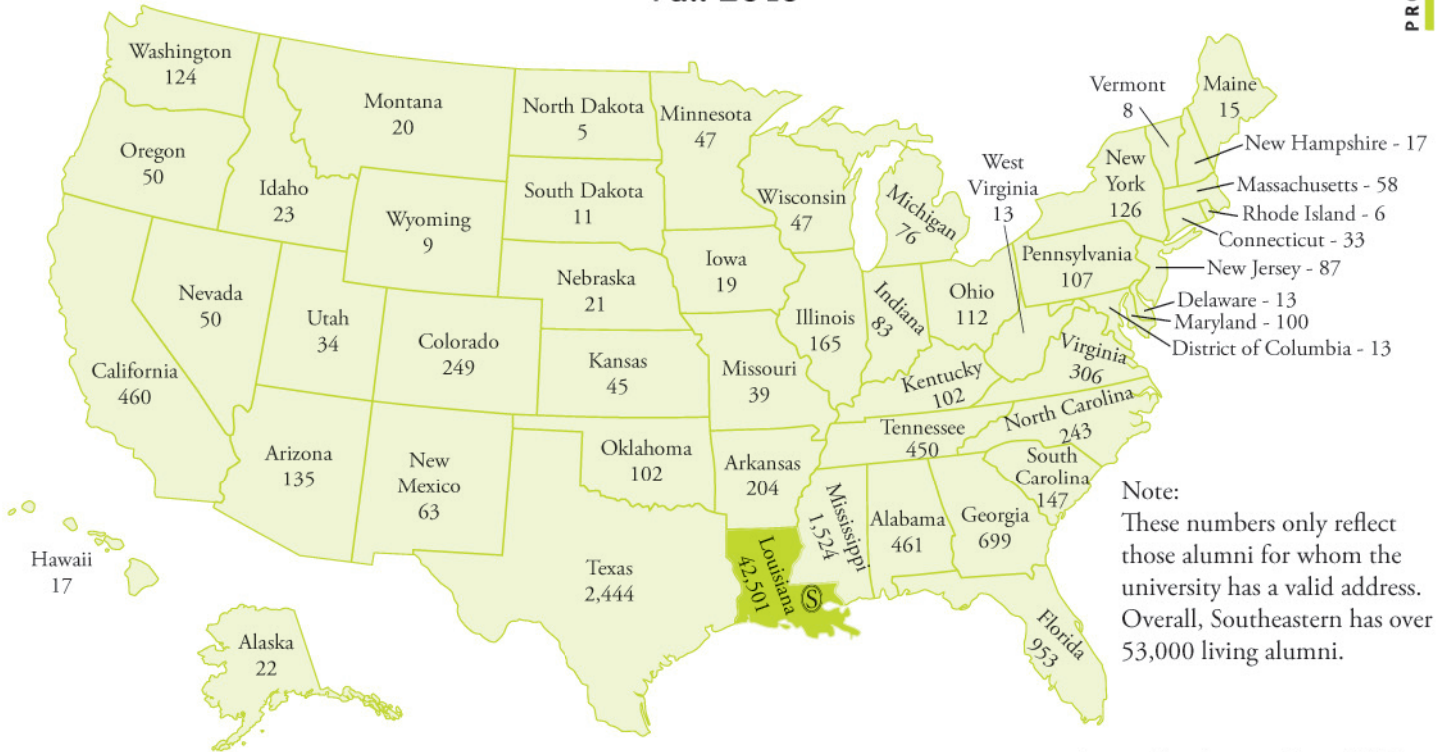 PRO
Washington
124
Montana
20
North Dakota
5
Minnesota
47
Vermont
8
Maine
15
Oregon
50
Idaho
23
Wyoming
9
South Dakota
11
Wisconsin
47
Michigan
76
West
Virginia
13
New
York
126
New Hampshire - 17
Massachusetts - 58
Rhode Island - 6
Connecticut - 33
New Jersey - 87
Delaware - 13
Maryland - 100
District of Columbia - 13
Pennsylvania
107
Nevada
50
Utah
34
Colorado
249
Nebraska
21
Iowa
19
Illinois
165
Indiana
83
Ohio
112
California
460
Kansas
45
Missouri
39
Kentucky
102
Virginia
306
Arizona
135
New
Mexico
63
Oklahoma
102
Arkansas
204
Tennessee
450
North Carolina
243
South
Carolina
147
Hawaii
17
Texas
2,444
Louisiana
42,501
S
Mississippi
1,524
Alabama
461
Georgia
699
Florida
953
Alaska
22
Note:
These numbers only reflect
those alumni for whom the
university has a valid address.
Overall, Southeastern has over
53,000 living alumni.